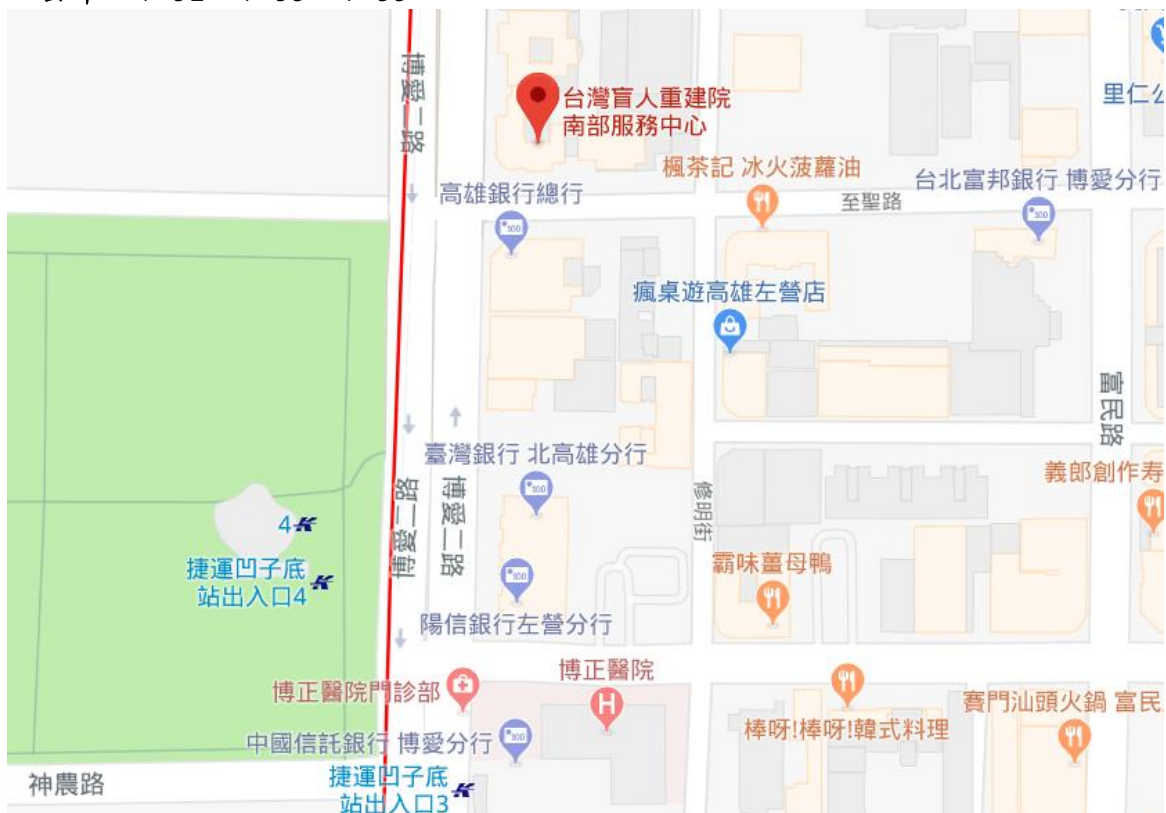 博愛二路
台灣盲人重建院
南部服務中心
里仁公
楓茶記 冰火菠蘿油
高雄銀行總行
至聖路
台北富邦銀行 博愛分行
瘋桌遊高雄左營店
富民路
臺灣銀行 北高雄分行
博愛二路
博愛二路
修明街
義郎創作寿
4
捷運凹子底
站出入口4
霸味薑母鴨
陽信銀行左營分行
博正醫院
博正醫院門診部
賽門汕頭火鍋 富民
棒呀!棒呀!韓式料理
中國信託銀行 博愛分行
神農路
捷運凹子底
站出入口3